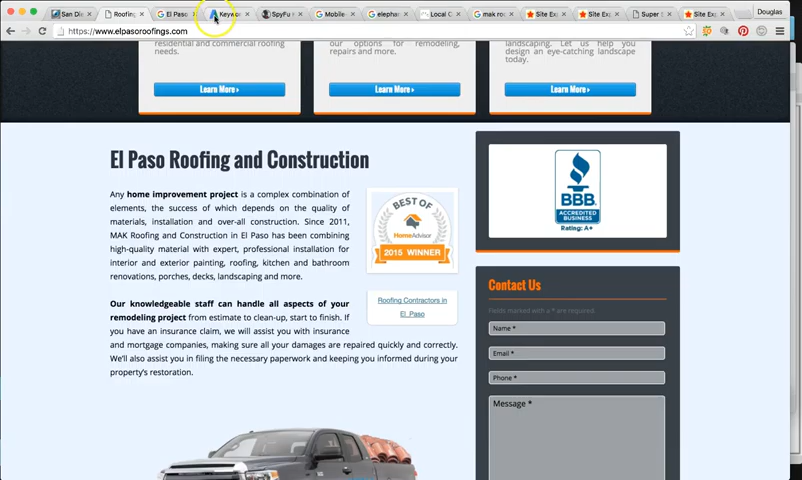 Douglas
San Di
Roofing
El Paso
Keywo
SpyFu
Mobile
elepha
Local C
mak ro
Site Ex
Site Ex
Super
Site Ex
https://www.elpasoroofings.com
residential and commercial roofing
needs.
our options for remodeling,
repairs and more.
landscaping. Let us help you
design an eye-catching landscape
today.
Learn More
Learn More
Learn More
El Paso Roofing and Construction
Any home improvement project is a complex combination of
elements, the success of which depends on the quality of
materials, installation and over-all construction. Since 2011,
MAK Roofing and Construction in El Paso has been combining
high-quality material with expert, professional installation for
interior and exterior painting, roofing, kitchen and bathroom
renovations, porches, decks, landscaping and more.
BEST OF
HomeAdvisor
2015 WINNER
Roofing Contractors in
El Paso
Our knowledgeable staff can handle all aspects of your
remodeling project from estimate to clean-up, start to finish. If
you have an insurance claim, we will assist you with insurance
and mortgage companies, making sure all your damages are repaired quickly and correctly.
We'll also assist you in filing the necessary paperwork and keeping you informed during your
property's restoration.
BBB
ACCREDITED
BUSINESS
Rating: A+
Contact Us
Fields marked with a * are required
Name *
Email *
Phone *
Message *